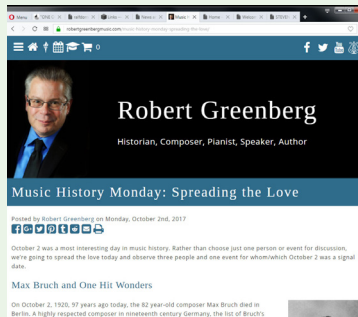 Menu
robertgreenbergmusic.com/music-history-monday-spreading-the-love/
0
Robert Greenberg
Historian, Composer, Pianist, Speaker, Author
Music History Monday: Spreading the Love
Posted by Robert Greenberg on Monday, October 2nd, 2017
October 2 was a most interesting day in music history. Rather than choose just one person or event for discussion,
we're going to spread the love today and observe three people and one event for whom/which October 2 was a signal
date.
Max Bruch and One Hit Wonders
On October 2, 1920, 97 years ago today, the 82 year-old composer Max Bruch died in
Berlin. A highly respected composer in nineteenth century Germany, the list of Bruch's